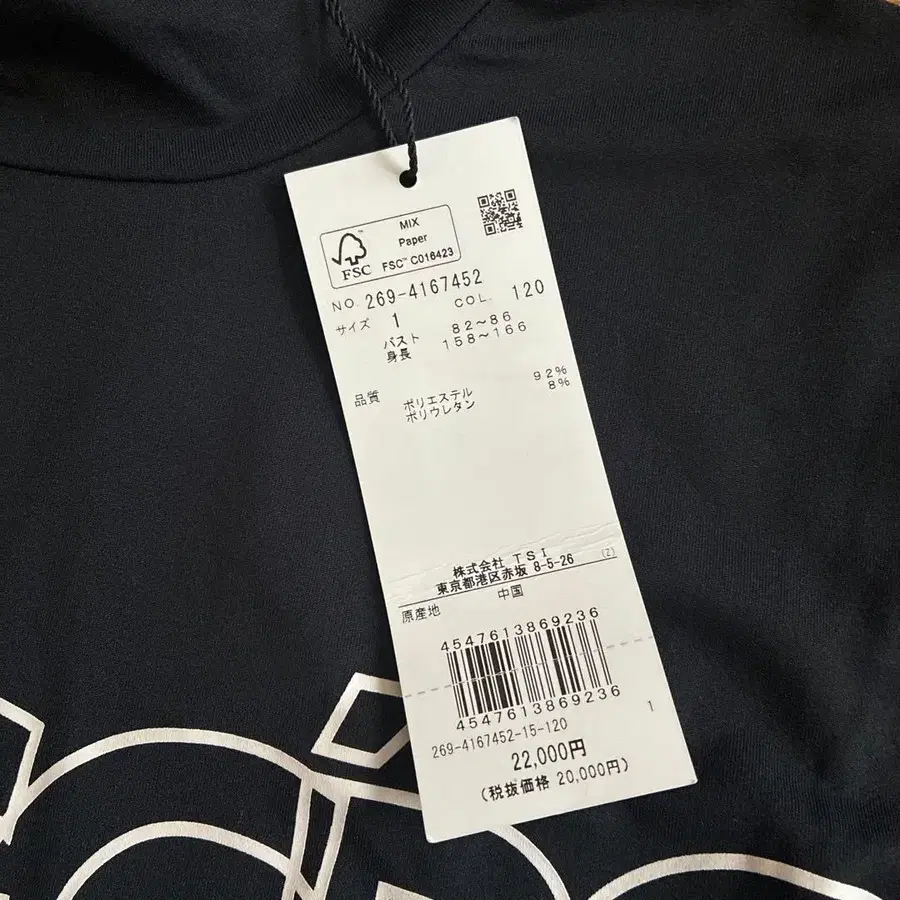 MIX
Paper
FSC™ C016423
FSC
NO. 269-4167452 COL. 120
サイズ 1
バスト 82～86
身長 158～166
品質 ポリエステル 92%
ポリウレタン 8%
株式会社 TSI
東京都港区赤坂 8-5-26 (2)
原産地 中国
4547613869236
4547613869236
269-4167452-15-120 1
22,000円
(税抜価格 20,000円)